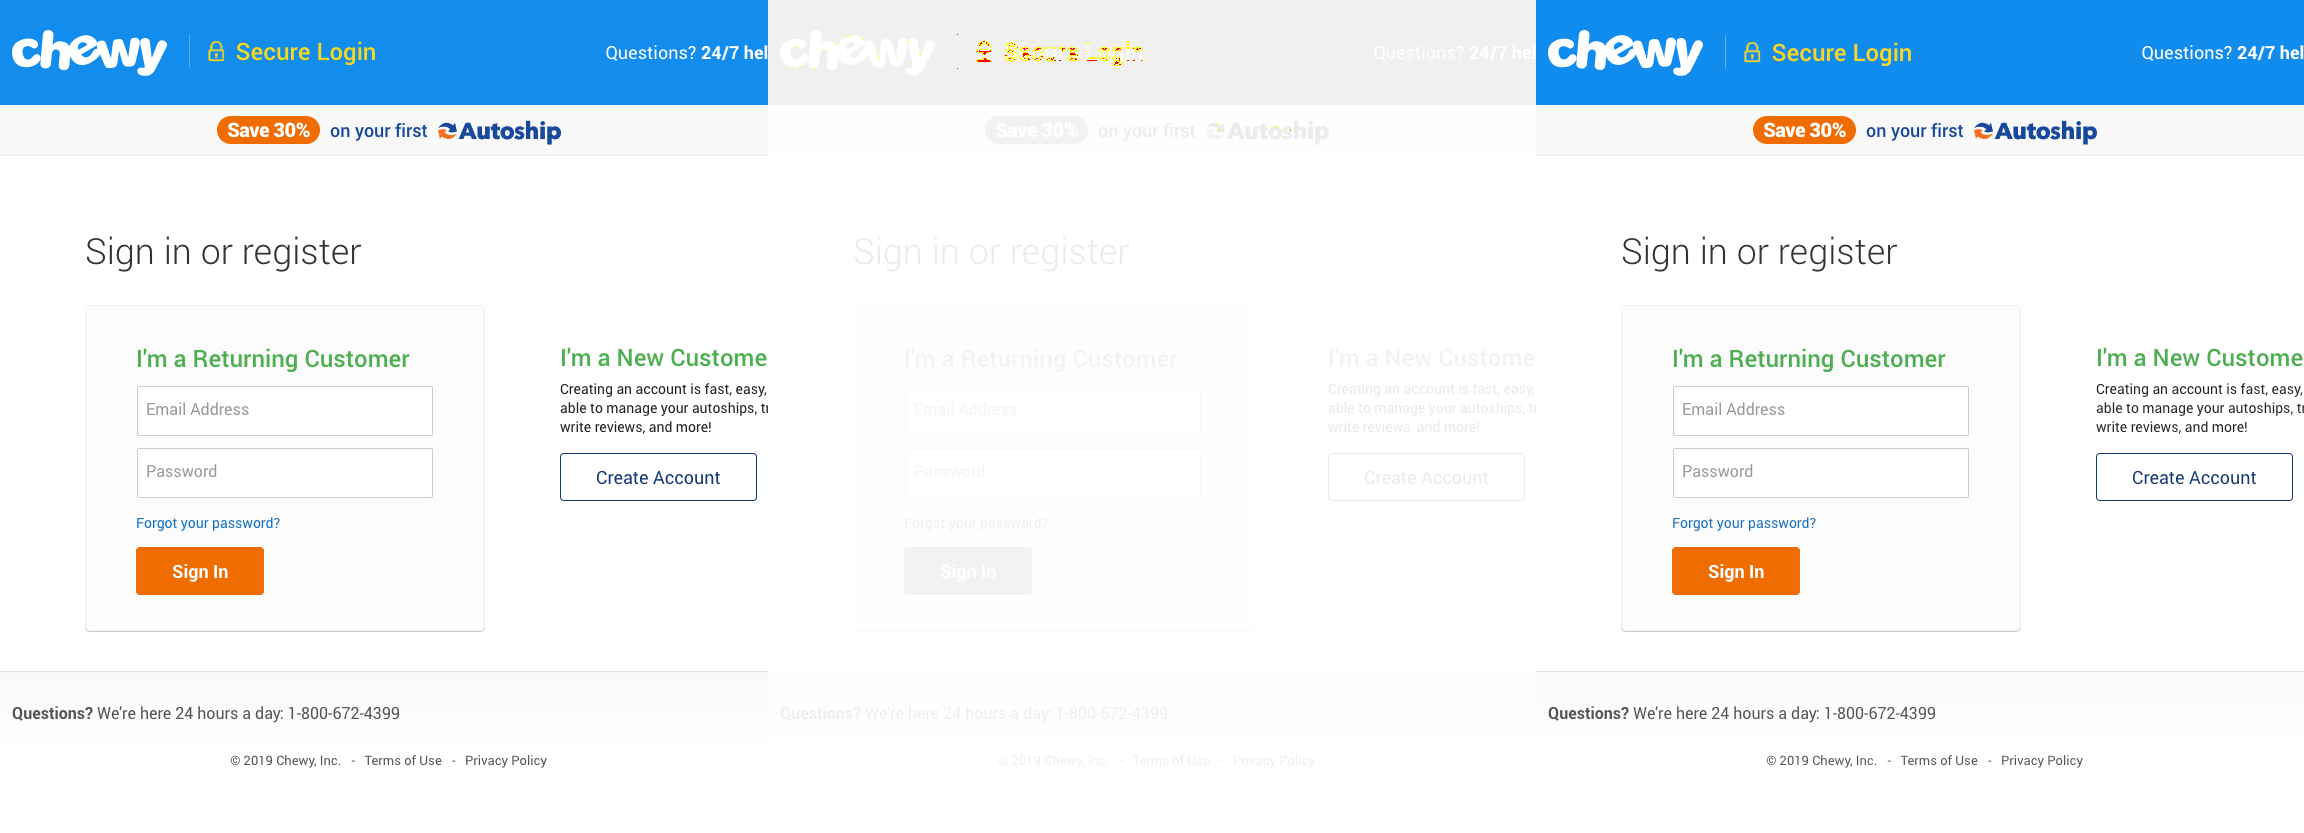 chewy Secure Login Questions? 24/7 hel
Save 30% on your first Autoship
Sign in or register
I'm a Returning Customer
Email Address
Password
Forgot your password?
Sign In
I'm a New Custome
Creating an account is fast, easy,
able to manage your autoships, tr
write reviews, and more!
Create Account
Questions? We're here 24 hours a day: 1-800-672-4399
© 2019 Chewy, Inc. - Terms of Use - Privacy Policy
chewy Secure Login Questions? 24/7 hel
Save 30% on your first Autoship
Sign in or register
I'm a Returning Customer
Email Address
Password
Forgot your password?
Sign In
I'm a New Custome
Creating an account is fast, easy,
able to manage your autoships, tr
write reviews, and more!
Create Account
Questions? We're here 24 hours a day: 1-800-672-4399
© 2019 Chewy, Inc. - Terms of Use - Privacy Policy
chewy Secure Login Questions? 24/7 hel
Save 30% on your first Autoship
Sign in or register
I'm a Returning Customer
Email Address
Password
Forgot your password?
Sign In
I'm a New Custome
Creating an account is fast, easy,
able to manage your autoships, tr
write reviews, and more!
Create Account
Questions? We're here 24 hours a day: 1-800-672-4399
© 2019 Chewy, Inc. - Terms of Use - Privacy Policy